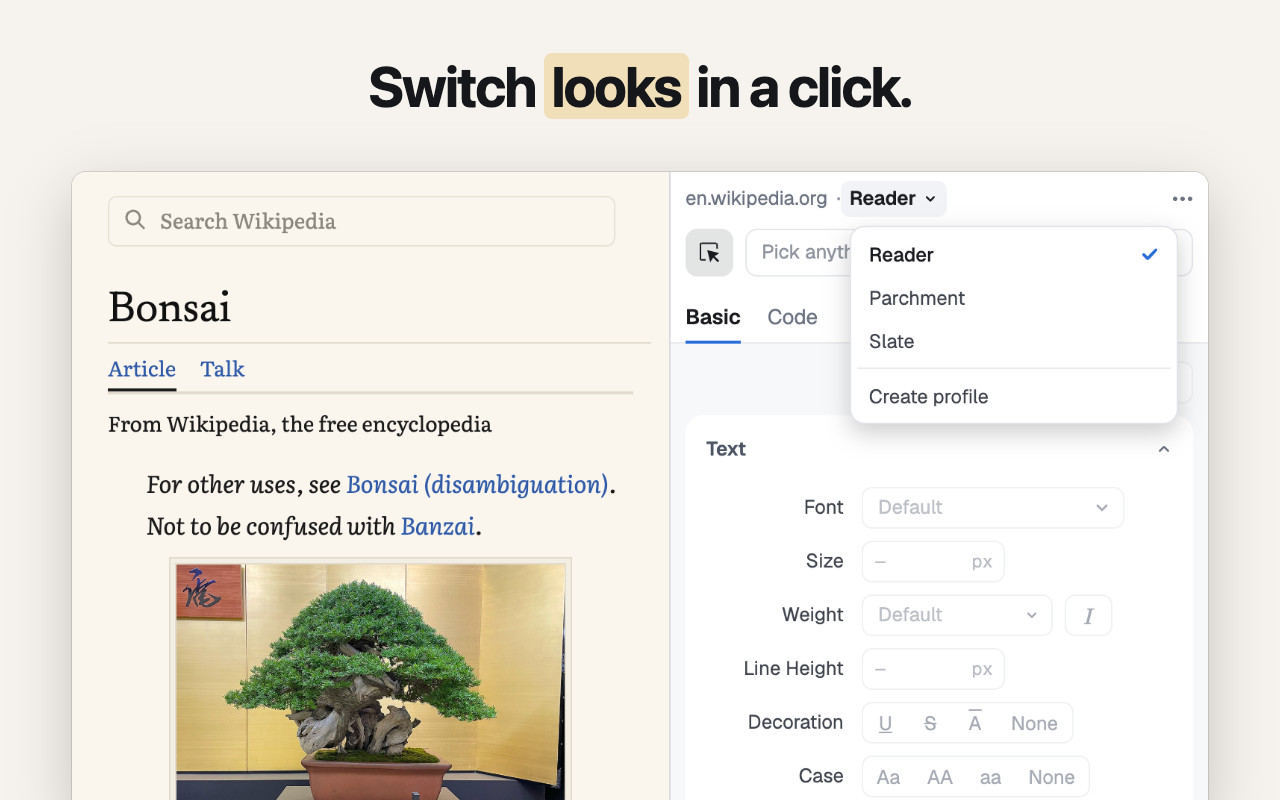 Switch looks in a click.
Search Wikipedia
Bonsai
Article Talk
From Wikipedia, the free encyclopedia
For other uses, see Bonsai (disambiguation).
Not to be confused with Banzai.
en.wikipedia.org · Reader
Pick anyth
Reader
Parchment
Slate
Create profile
Basic Code
Text
Font Default
Size – px
Weight Default I
Line Height – px
Decoration U S A None
Case Aa AA aa None